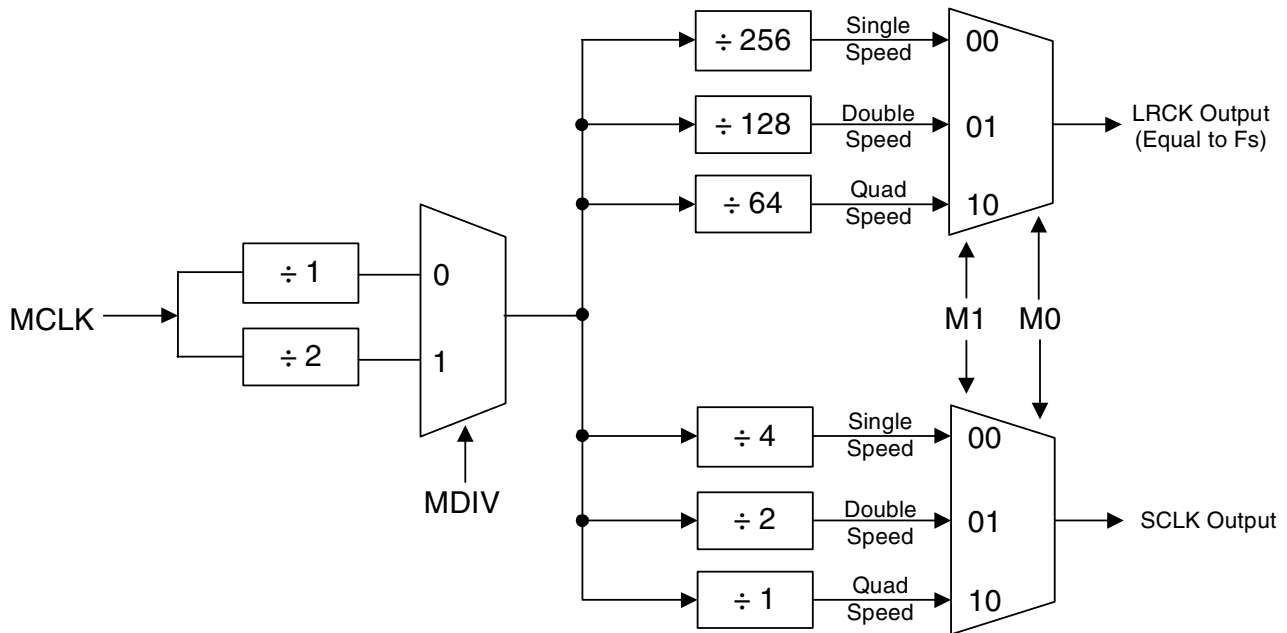 ÷ 256
Single
Speed
00
÷ 128
Double
Speed
01
LRCK Output
(Equal to Fs)
÷ 64
Quad
Speed
10
÷ 1
0
MCLK
÷ 2
1
MDIV
M1
M0
÷ 4
Single
Speed
00
÷ 2
Double
Speed
01
SCLK Output
÷ 1
Quad
Speed
10